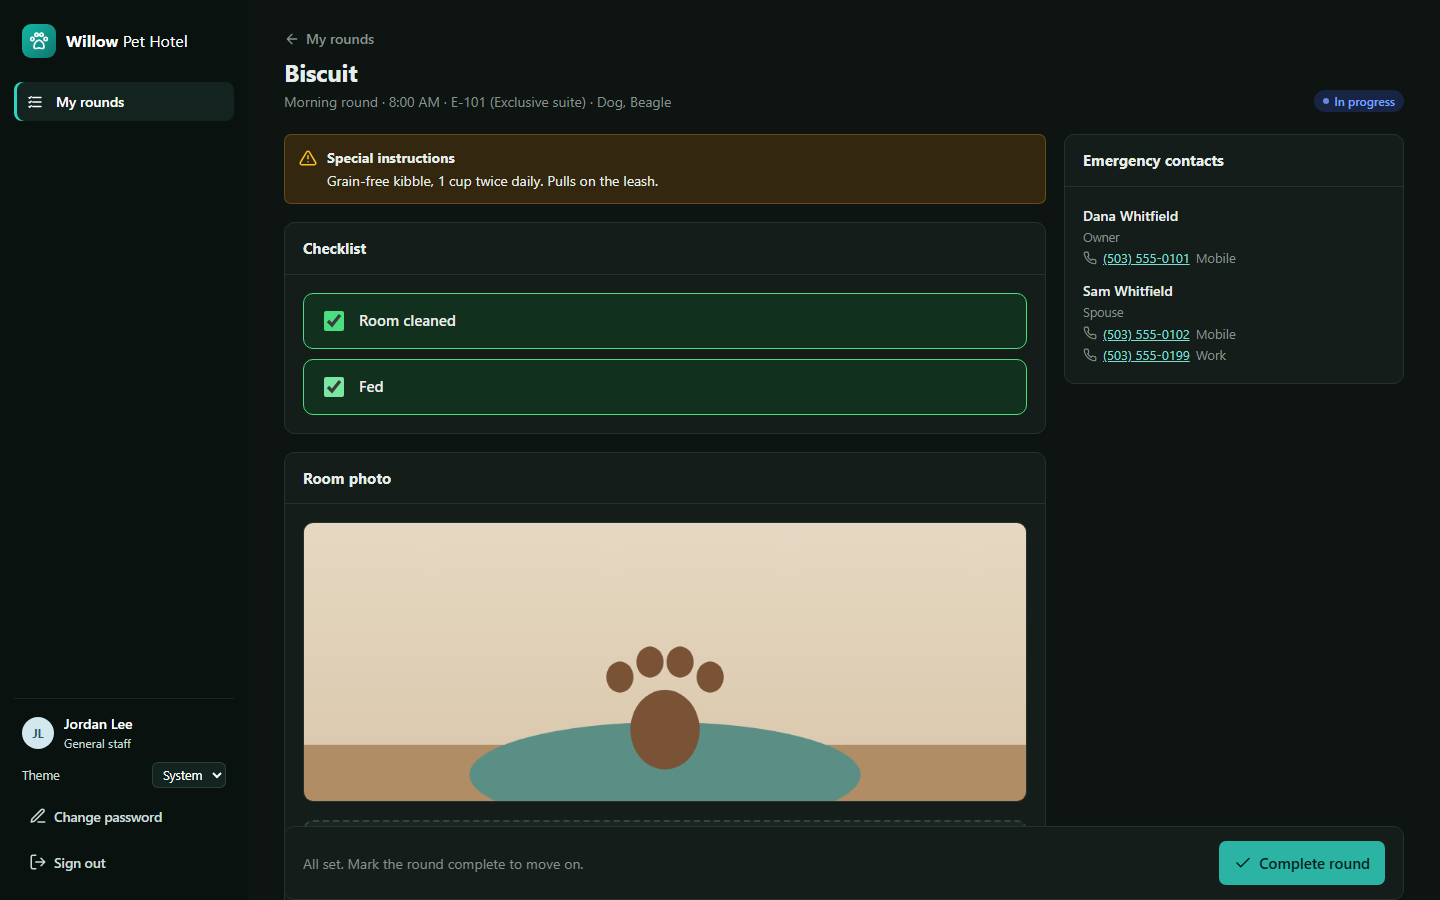 Willow Pet Hotel
My rounds
Jordan Lee
JL
General staff
Theme
System
Change password
Sign out
My rounds
Biscuit
Morning round · 8:00 AM · E-101 (Exclusive suite) · Dog, Beagle
In progress
Special instructions
Grain-free kibble, 1 cup twice daily. Pulls on the leash.
Checklist
Room cleaned
Fed
Room photo
All set. Mark the round complete to move on.
Complete round
Emergency contacts
Dana Whitfield
Owner
(503) 555-0101 Mobile
Sam Whitfield
Spouse
(503) 555-0102 Mobile
(503) 555-0199 Work